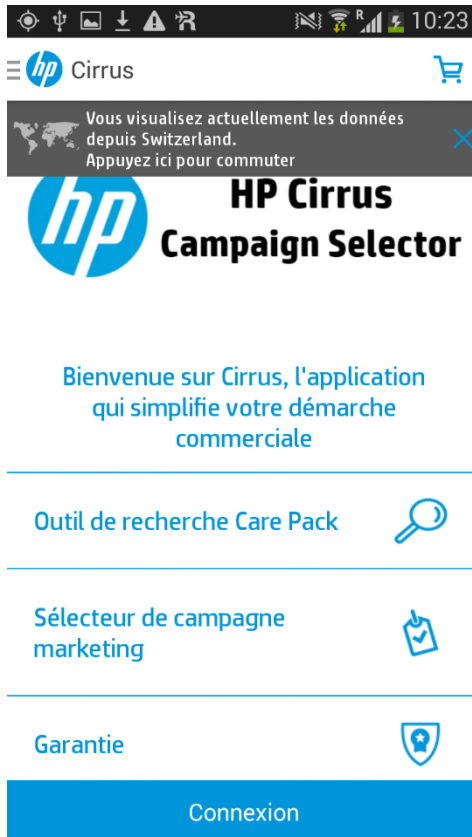 R 10:23
hp Cirrus
Vous visualisez actuellement les données
depuis Switzerland.
Appuyez ici pour commuter
hp HP Cirrus
Campaign Selector
Bienvenue sur Cirrus, l'application
qui simplifie votre démarche
commerciale
Outil de recherche Care Pack
Sélecteur de campagne
marketing
Garantie
Connexion